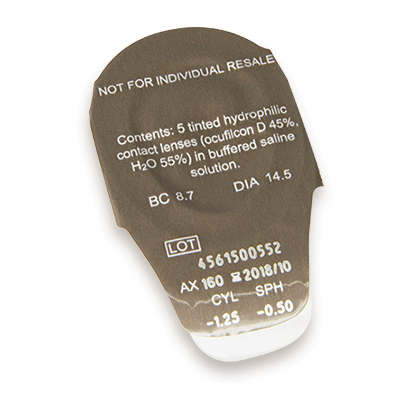 NOT FOR INDIVIDUAL RESALE
Contents: 5 tinted hydrophilic
contact lenses (ocufilcon D 45%,
H₂O 55%) in buffered saline
solution.
BC 8.7 DIA 14.5
LOT 4561500552
AX 160 ⌛ 2018/10
CYL SPH
-1.25 -0.50